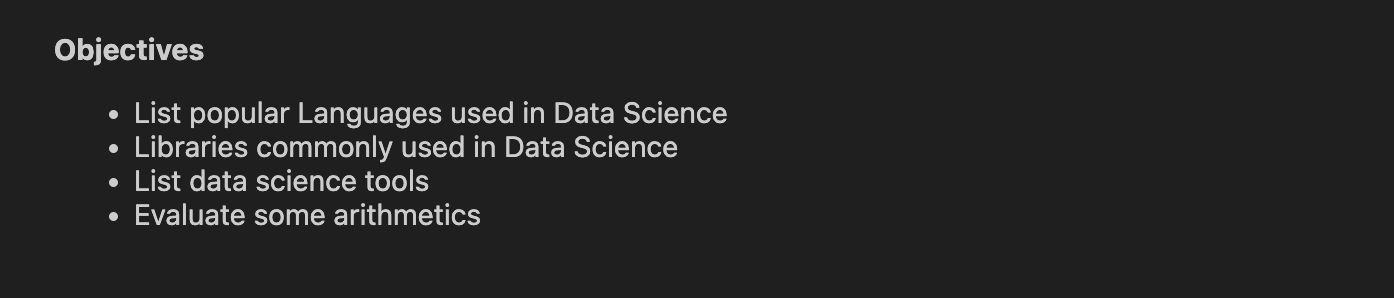 Objectives
• List popular Languages used in Data Science
• Libraries commonly used in Data Science
• List data science tools
• Evaluate some arithmetics